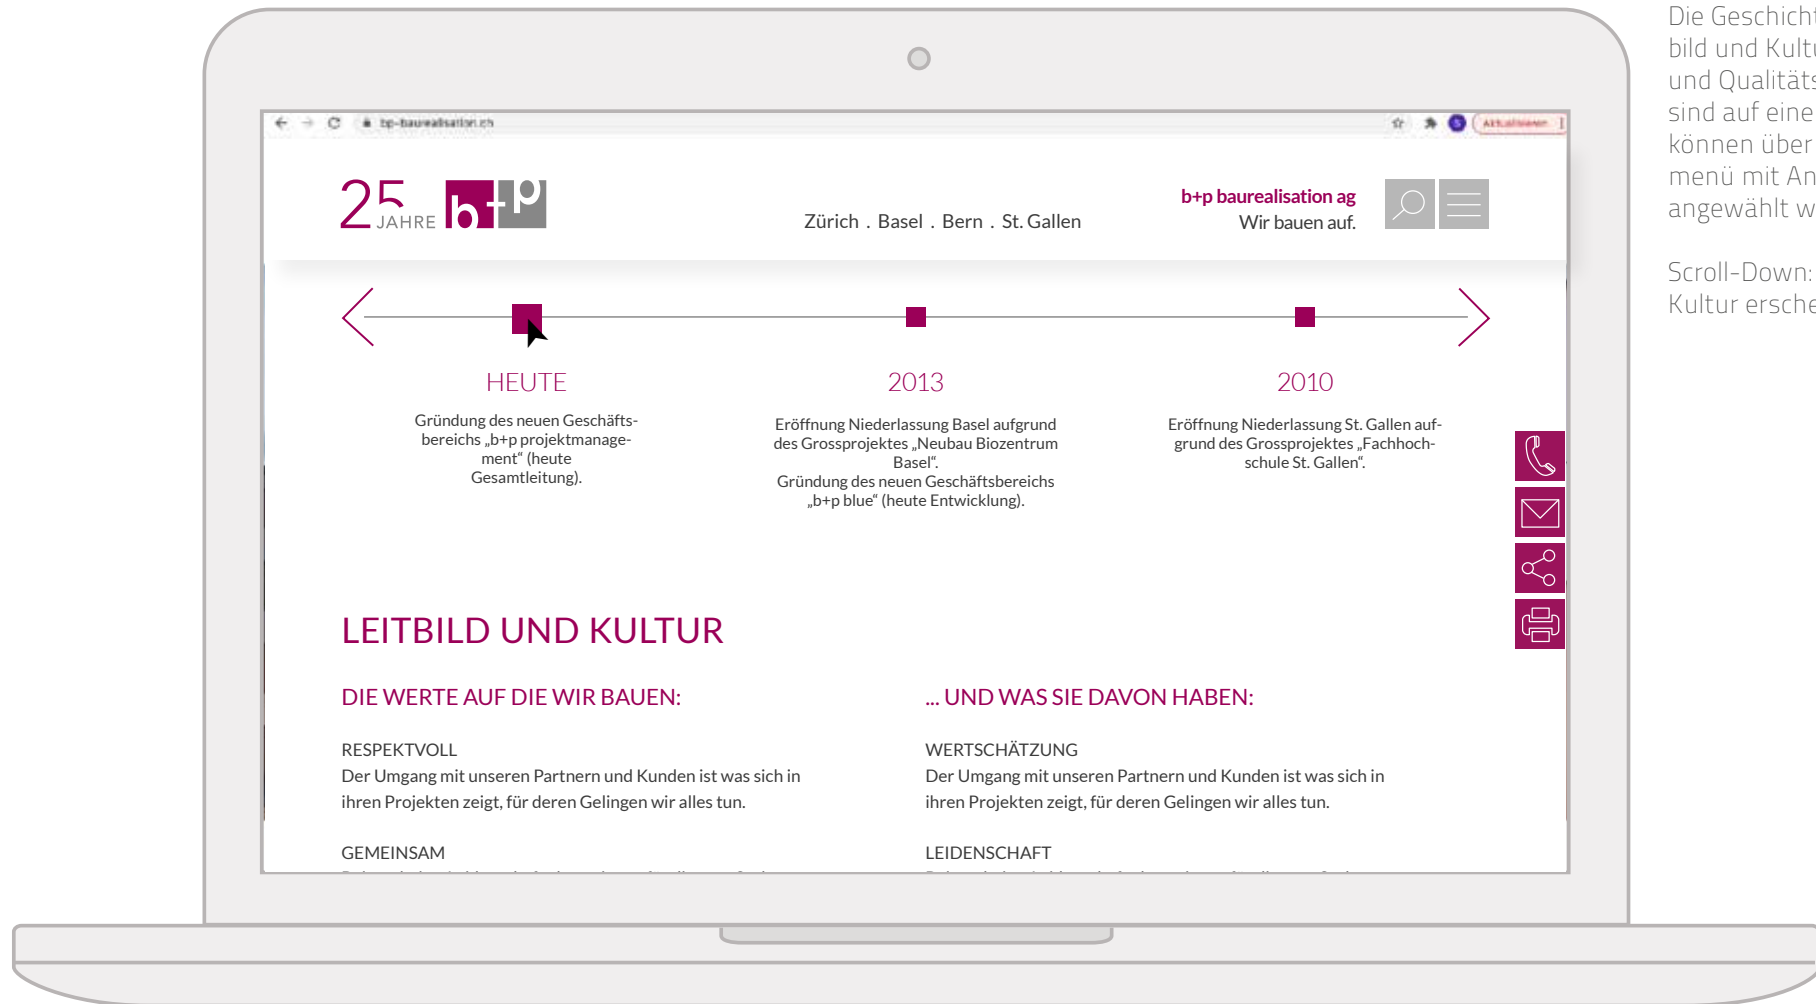 bp-baurealisation.ch
Aktualisieren
25 JAHRE b+p
Zürich . Basel . Bern . St. Gallen
b+p baurealisation ag
Wir bauen auf.
HEUTE
Gründung des neuen Geschäfts-
bereichs „b+p projektmanage-
ment“ (heute
Gesamtleitung).
2013
Eröffnung Niederlassung Basel aufgrund
des Grossprojektes „Neubau Biozentrum
Basel“.
Gründung des neuen Geschäftsbereichs
„b+p blue“ (heute Entwicklung).
2010
Eröffnung Niederlassung St. Gallen auf-
grund des Grossprojektes „Fachhoch-
schule St. Gallen“.
LEITBILD UND KULTUR
DIE WERTE AUF DIE WIR BAUEN:
RESPEKTVOLL
Der Umgang mit unseren Partnern und Kunden ist was sich in
ihren Projekten zeigt, für deren Gelingen wir alles tun.
GEMEINSAM
... UND WAS SIE DAVON HABEN:
WERTSCHÄTZUNG
Der Umgang mit unseren Partnern und Kunden ist was sich in
ihren Projekten zeigt, für deren Gelingen wir alles tun.
LEIDENSCHAFT
Die Geschicht
bild und Kultu
und Qualitäts
sind auf eine
können über
menü mit An
angewählt w
Scroll-Down:
Kultur ersche